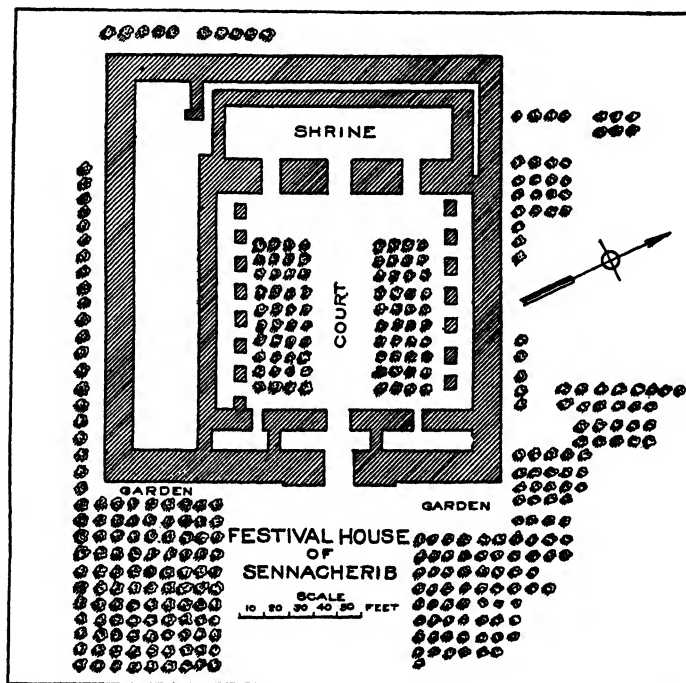 SHRINE
COURT
GARDEN
GARDEN
FESTIVAL HOUSE
OF
SENNACHERIB
SCALE
10 20 30 40 50 FEET